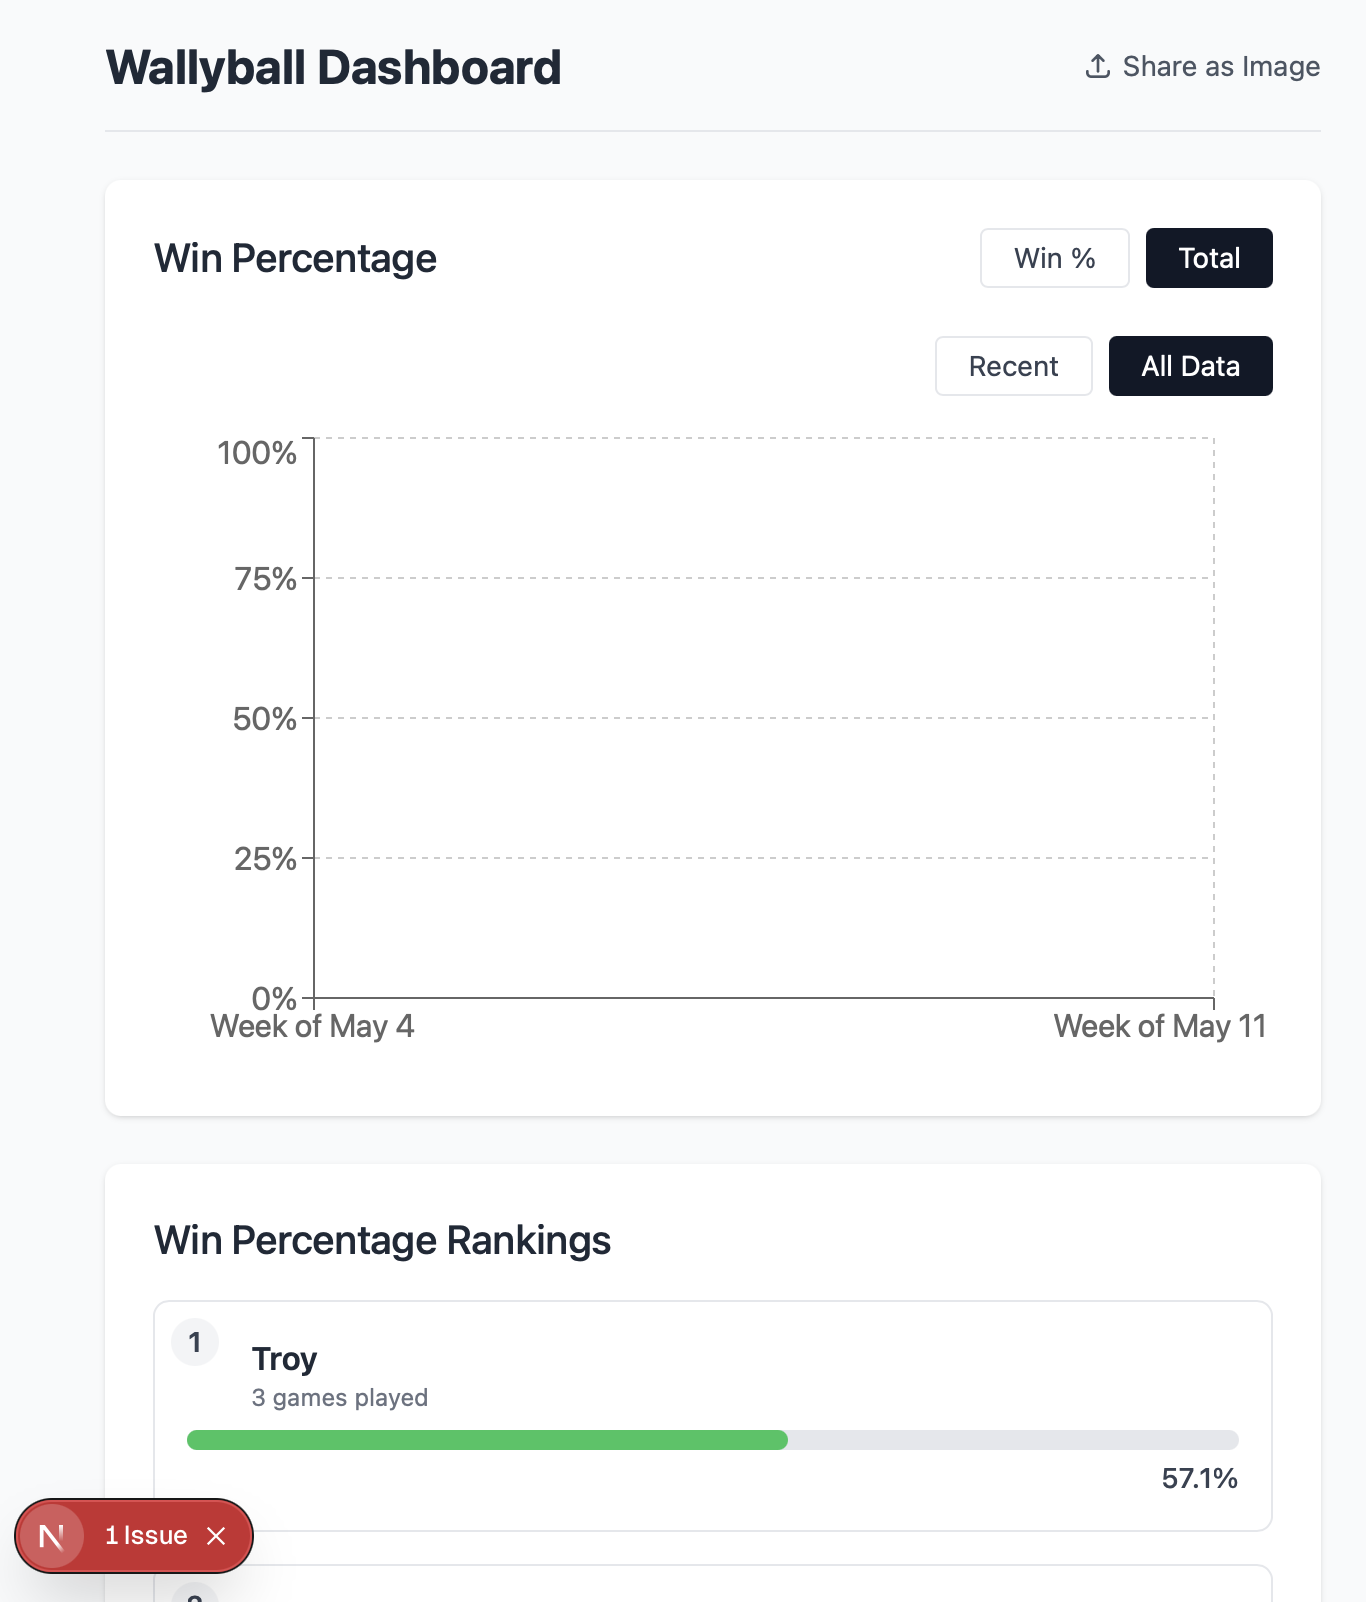 Wallyball Dashboard
Share as Image
Win Percentage
Win %
Total
Recent
All Data
100%
75%
50%
25%
0%
Week of May 4
Week of May 11
Win Percentage Rankings
1
Troy
3 games played
57.1%
N
1 Issue